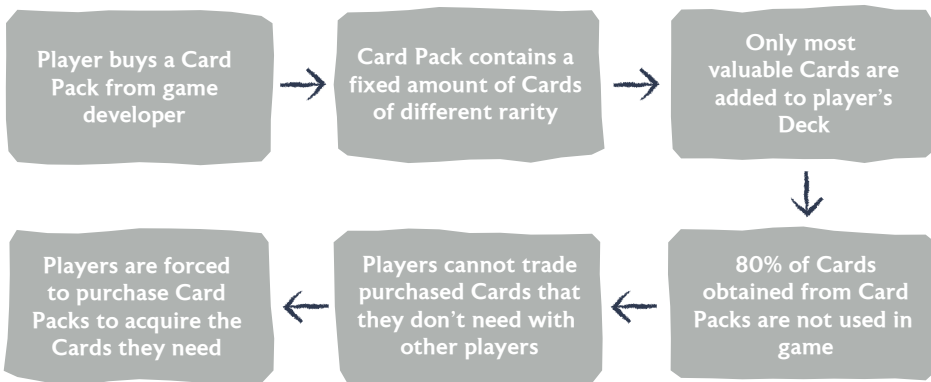 Player buys a Card
Pack from game
developer
Card Pack contains a
fixed amount of Cards
of different rarity
Only most
valuable Cards are
added to player's
Deck
80% of Cards
obtained from Card
Packs are not used in
game
Players cannot trade
purchased Cards that
they don't need with
other players
Players are forced
to purchase Card
Packs to acquire the
Cards they need